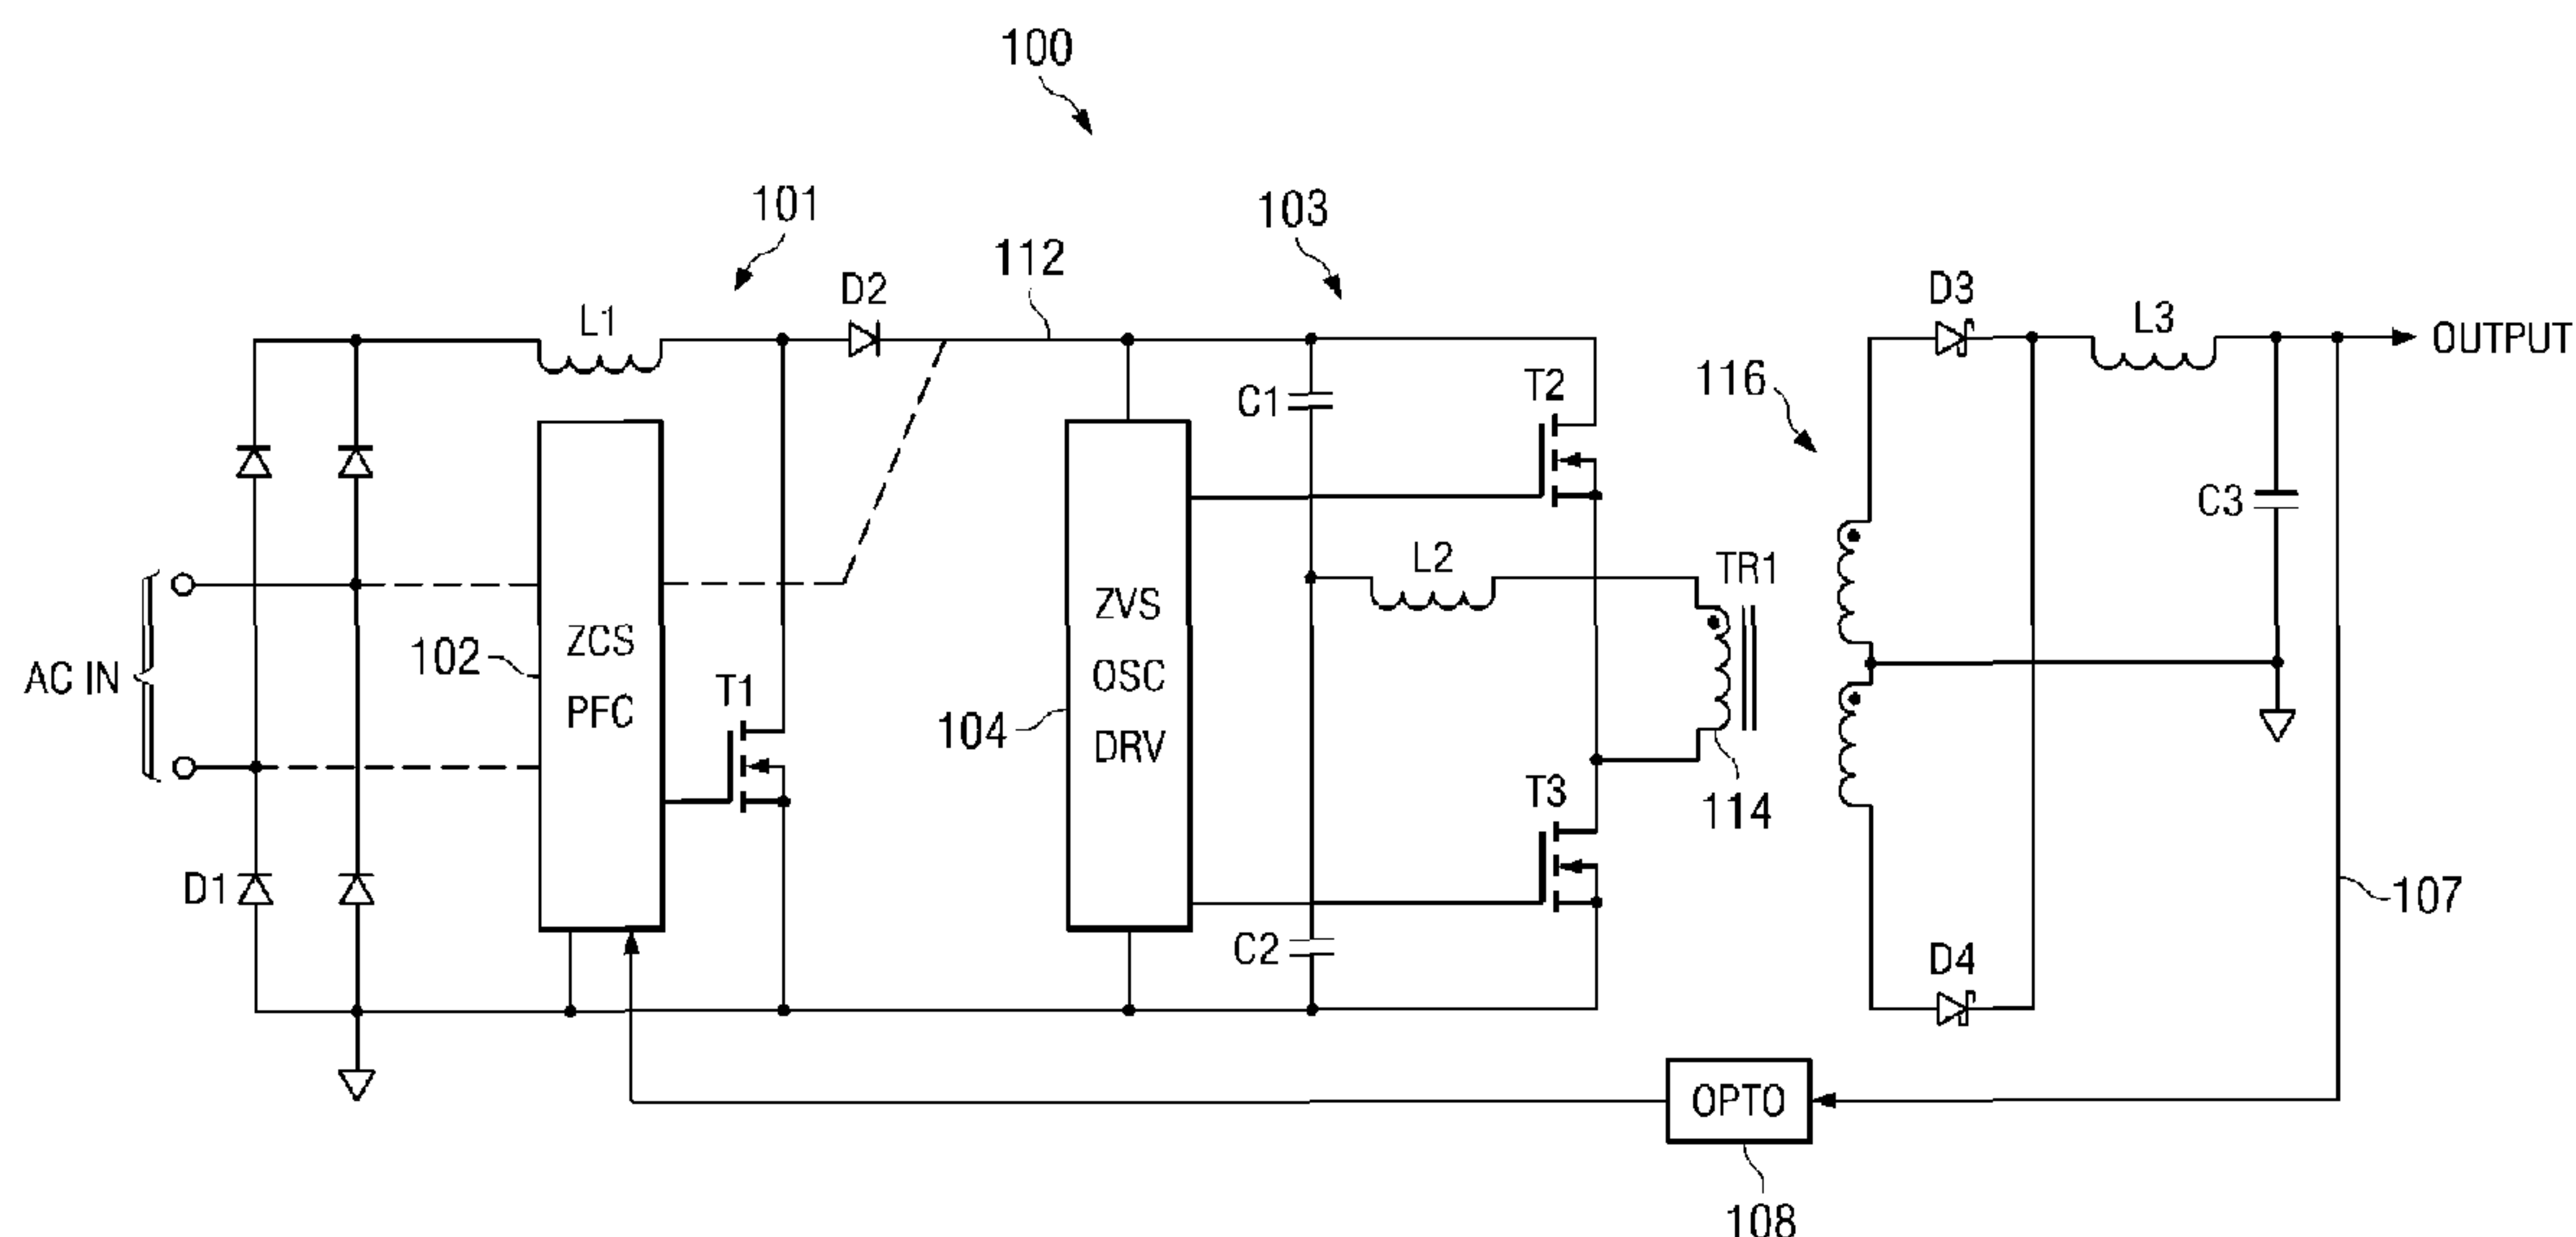 100
101
103
112
D2
L1
D3
L3
OUTPUT
C1
T2
116
C3
L2
TR1
AC IN
102
ZCS
PFC
T1
104
ZVS
OSC
DRV
T3
114
D1
C2
D4
107
OPTO
108